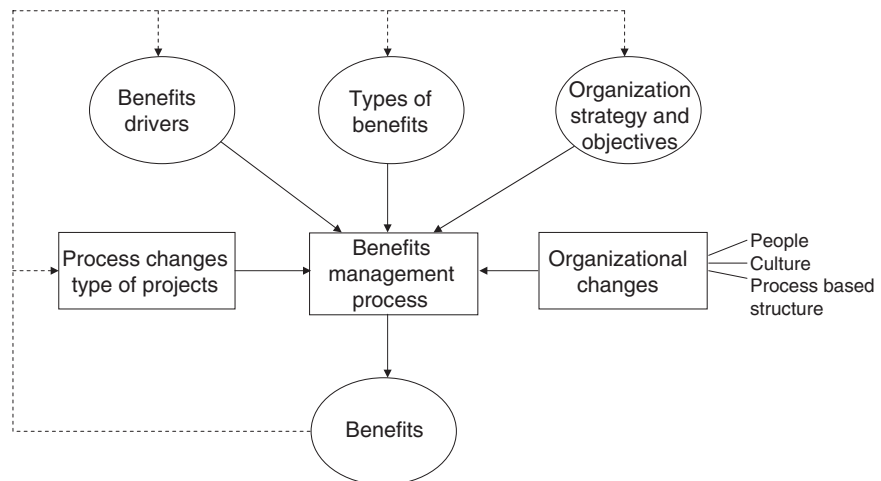 Benefits
drivers
Types of
benefits
Organization
strategy and
objectives
Process changes
type of projects
Benefits
management
process
Organizational
changes
People
Culture
Process based
structure
Benefits